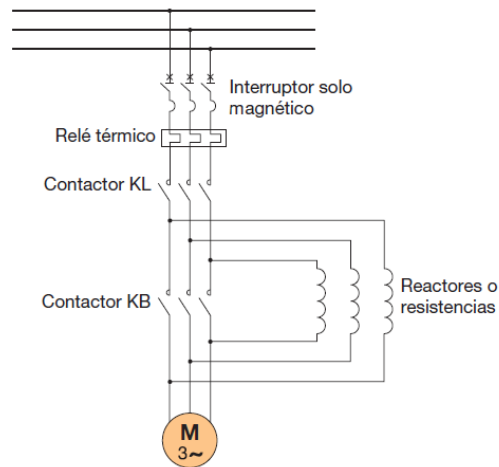 Interruptor solo
magnético
Relé térmico
Contactor KL
Contactor KB
Reactores o
resistencias
M
3~